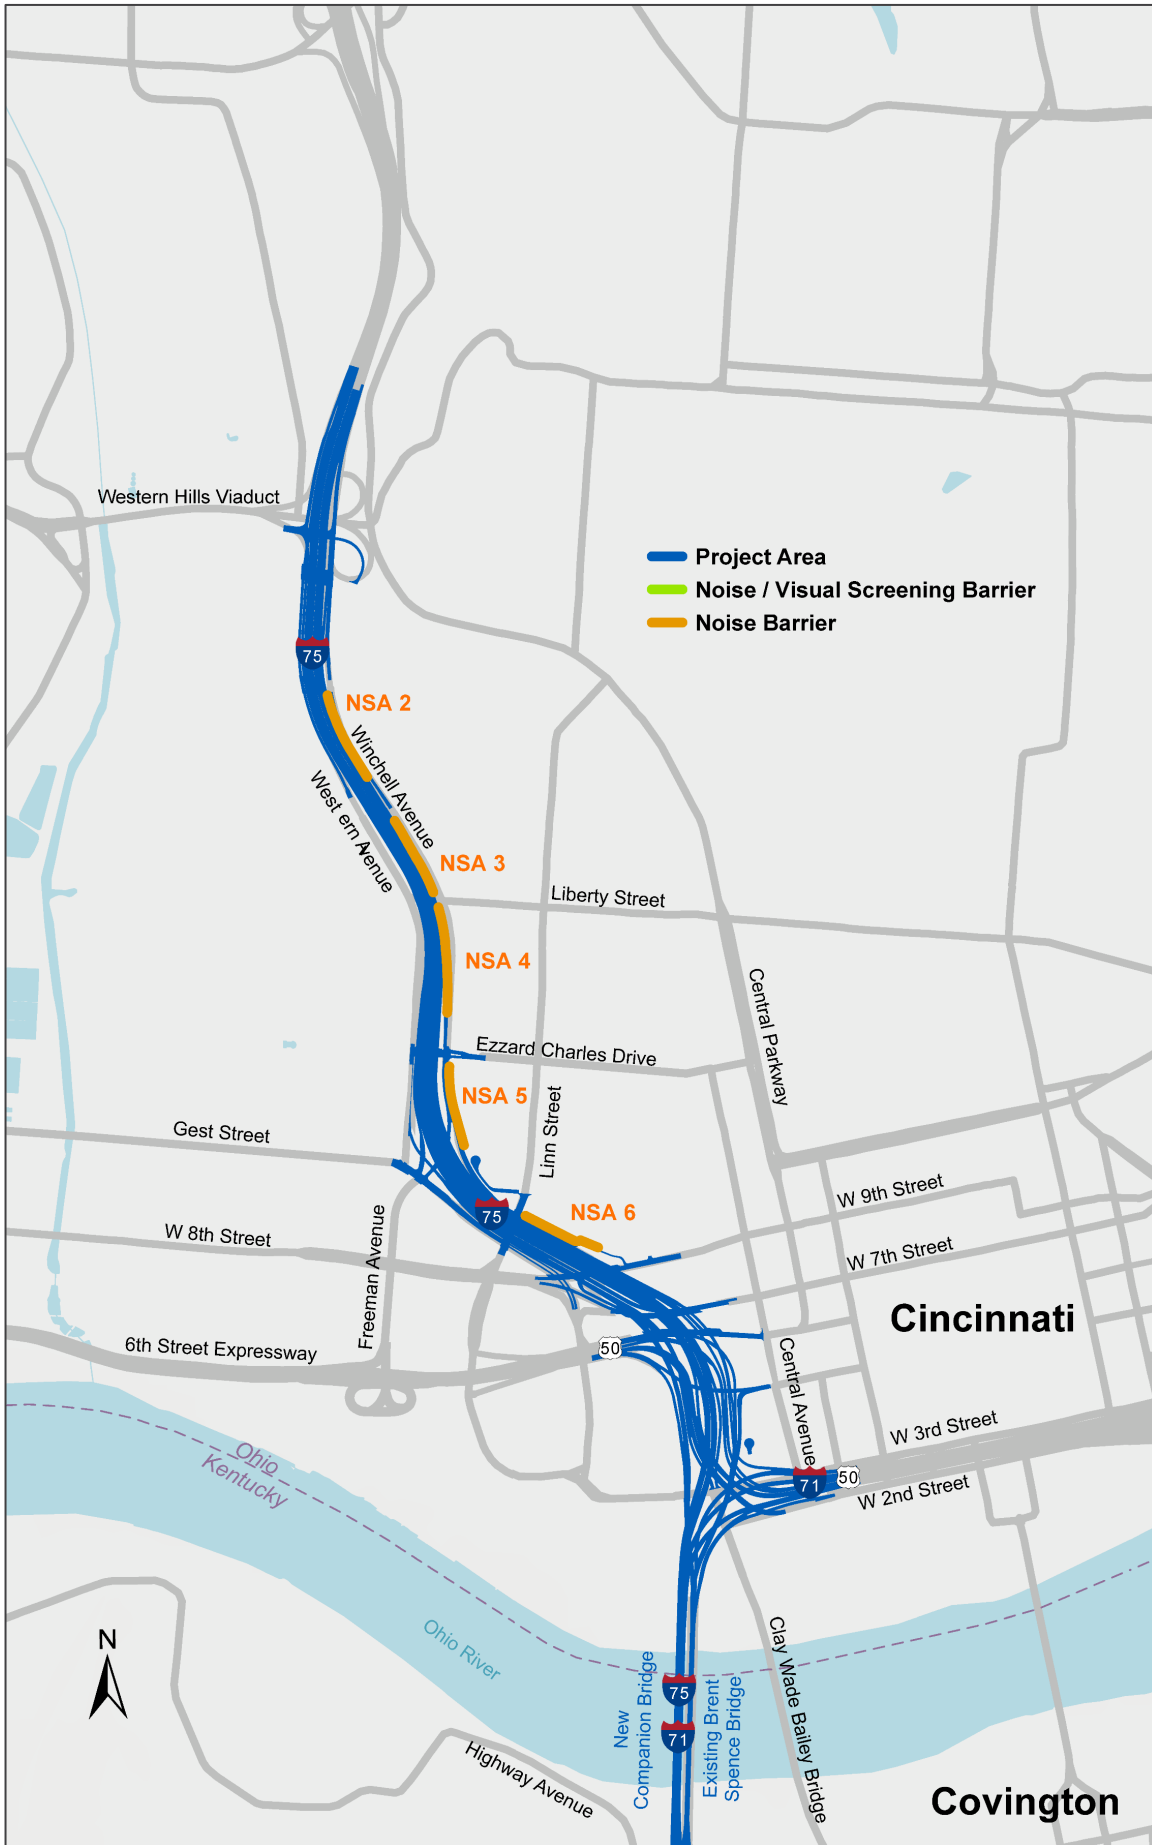 Western Hills Viaduct
Project Area
Noise / Visual Screening Barrier
Noise Barrier
75
NSA 2
Winchell Avenue
West ern Avenue
NSA 3
Liberty Street
NSA 4
Central Parkway
Ezzard Charles Drive
NSA 5
Linn Street
Gest Street
W 9th Street
75
NSA 6
W 8th Street
Freeman Avenue
W 7th Street
Cincinnati
6th Street Expressway
50
Central Avenue
W 3rd Street
Ohio
Kentucky
71
50
W 2nd Street
N
Ohio River
Clay Wade Bailey Bridge
New
Companion Bridge
75
71
Existing Brent
Spence Bridge
Highway Avenue
Covington